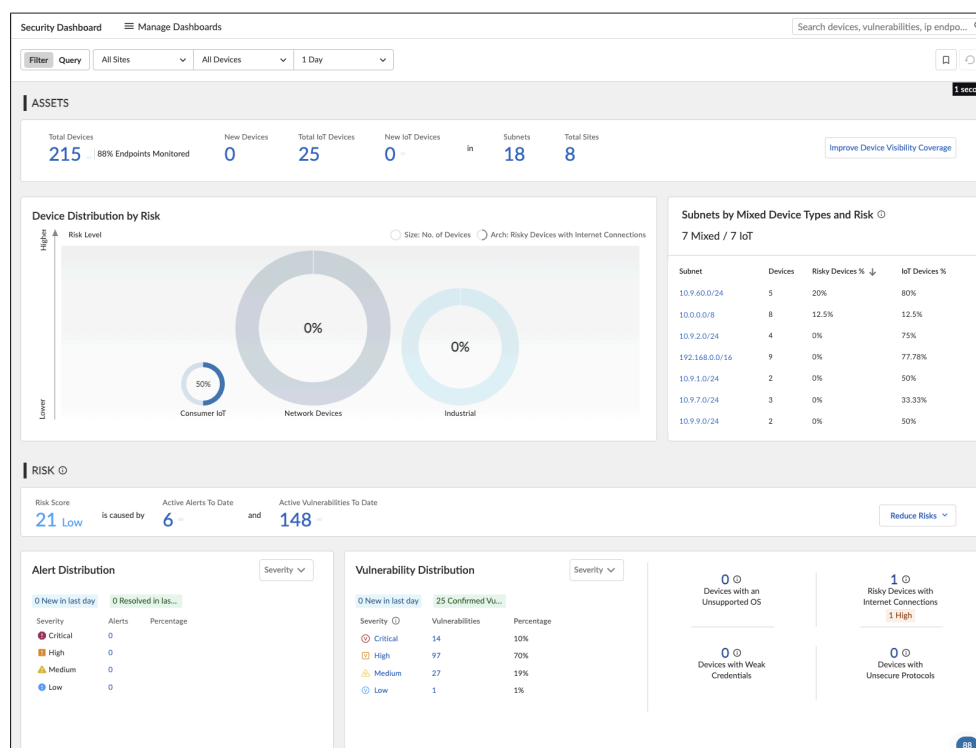 Security Dashboard Manage Dashboards Search devices, vulnerabilities, ip endpo...
Filter Query All Sites All Devices 1 Day
1 seco
ASSETS
Total Devices New Devices Total IoT Devices New IoT Devices Subnets Total Sites
215 88% Endpoints Monitored 0 25 0 in 18 8
Improve Device Visibility Coverage
Device Distribution by Risk
Higher
Risk Level
Size: No. of Devices Arch: Risky Devices with Internet Connections
0%
0%
50%
Consumer IoT Network Devices Industrial
Lower
Subnets by Mixed Device Types and Risk
7 Mixed / 7 IoT
Subnet Devices Risky Devices % IoT Devices %
10.9.60.0/24 5 20% 80%
10.0.0.0/8 8 12.5% 12.5%
10.9.2.0/24 4 0% 75%
192.168.0.0/16 9 0% 77.78%
10.9.1.0/24 2 0% 50%
10.9.7.0/24 3 0% 33.33%
10.9.9.0/24 2 0% 50%
RISK
Risk Score Active Alerts To Date Active Vulnerabilities To Date
21 Low is caused by 6 and 148
Reduce Risks
Alert Distribution Severity
0 New in last day 0 Resolved in las...
Severity Alerts Percentage
Critical 0
High 0
Medium 0
Low 0
Vulnerability Distribution Severity
0 New in last day 25 Confirmed Vu...
Severity Vulnerabilities Percentage
Critical 14 10%
High 97 70%
Medium 27 19%
Low 1 1%
0
Devices with an
Unsupported OS
1
Risky Devices with
Internet Connections
1 High
0
Devices with Weak
Credentials
0
Devices with
Unsecure Protocols
88